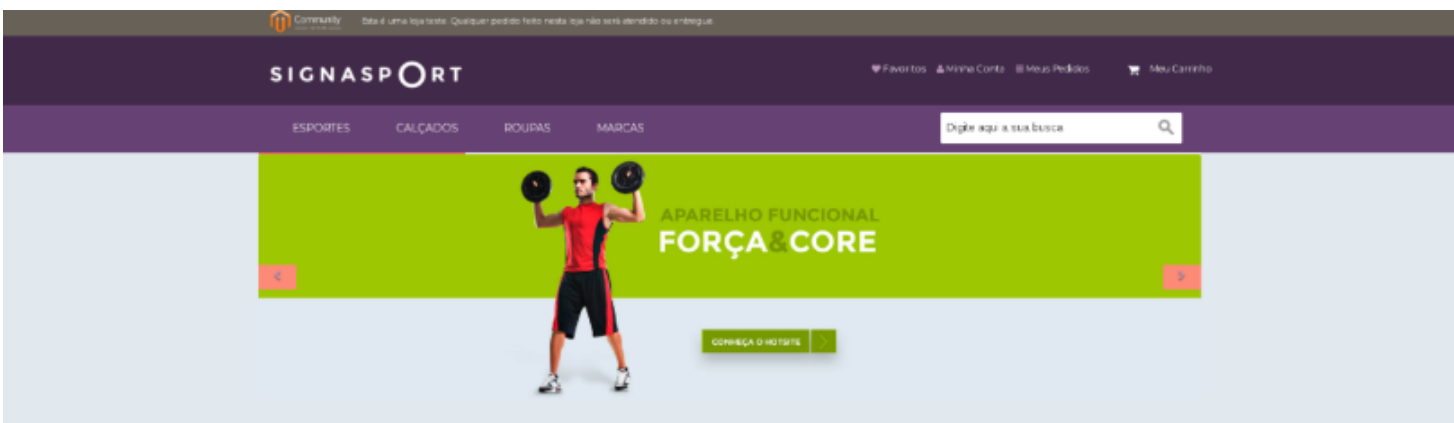 Community
Esta é uma loja teste. Qualquer pedido feito nesta loja não será atendido ou entregue.
SIGNASPORT
Favoritos Minha Conta Meus Pedidos Meu Carrinho
ESPORTES CALÇADOS ROUPAS MARCAS
Digite aqui a sua busca
APARELHO FUNCIONAL
FORÇA&CORE
CONHEÇA O HOTSITE